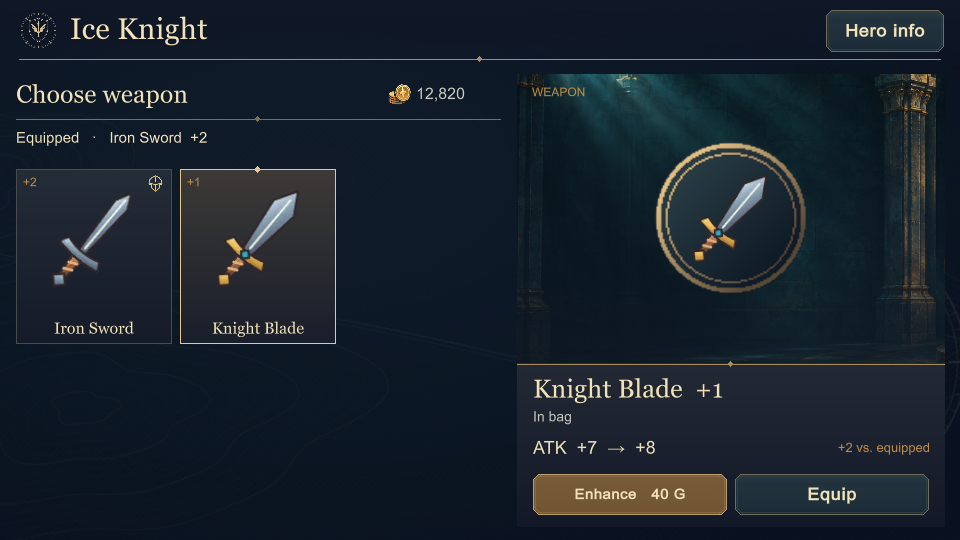 Ice Knight
Hero info
Choose weapon
12,820
Equipped · Iron Sword +2
+2
Iron Sword
+1
Knight Blade
WEAPON
Knight Blade +1
In bag
ATK +7 → +8
+2 vs. equipped
Enhance 40 G
Equip